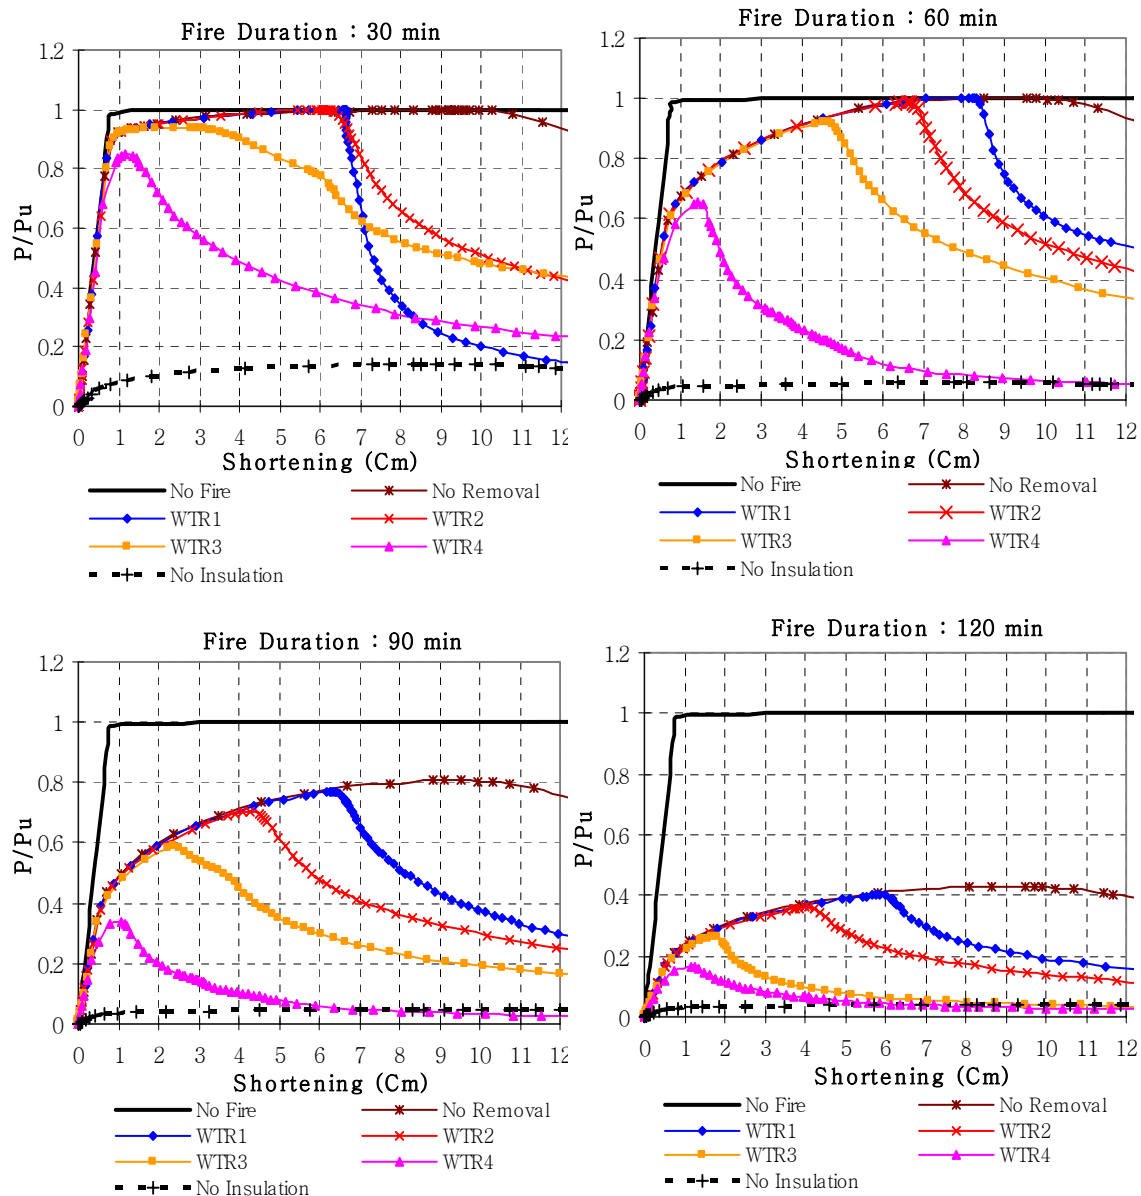 Fire Duration : 30 min
1.2
1
0.8
0.6
0.4
0.2
0
P/Pu
0 1 2 3 4 5 6 7 8 9 10 11 12
Shortening (Cm)
No Fire No Removal
WTR1 WTR2
WTR3 WTR4
No Insulation
Fire Duration : 60 min
1.2
1
0.8
0.6
0.4
0.2
0
P/Pu
0 1 2 3 4 5 6 7 8 9 10 11 12
Shortening (Cm)
No Fire No Removal
WTR1 WTR2
WTR3 WTR4
No Insulation
Fire Duration : 90 min
1.2
1
0.8
0.6
0.4
0.2
0
P/Pu
0 1 2 3 4 5 6 7 8 9 10 11 12
Shortening (Cm)
No Fire No Removal
WTR1 WTR2
WTR3 WTR4
No Insulation
Fire Duration : 120 min
1.2
1
0.8
0.6
0.4
0.2
0
P/Pu
0 1 2 3 4 5 6 7 8 9 10 11 12
Shortening (Cm)
No Fire No Removal
WTR1 WTR2
WTR3 WTR4
No Insulation